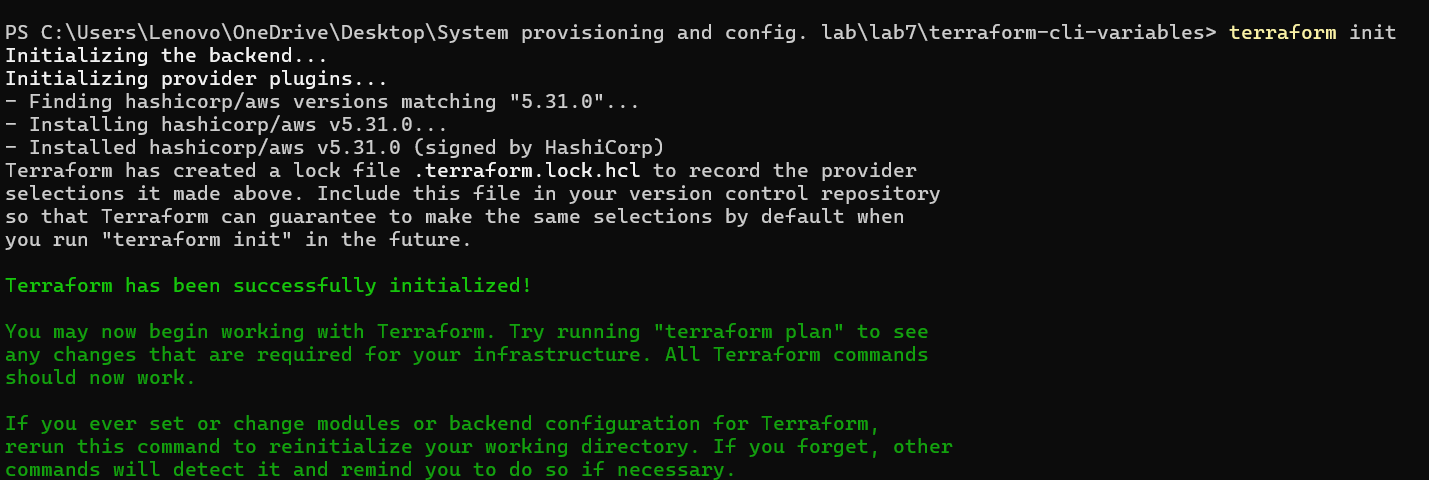 PS C:\Users\Lenovo\OneDrive\Desktop\System provisioning and config. lab\lab7\terraform-cli-variables> terraform init
Initializing the backend...
Initializing provider plugins...
- Finding hashicorp/aws versions matching "5.31.0"...
- Installing hashicorp/aws v5.31.0...
- Installed hashicorp/aws v5.31.0 (signed by HashiCorp)
Terraform has created a lock file .terraform.lock.hcl to record the provider
selections it made above. Include this file in your version control repository
so that Terraform can guarantee to make the same selections by default when
you run "terraform init" in the future.
Terraform has been successfully initialized!
You may now begin working with Terraform. Try running "terraform plan" to see
any changes that are required for your infrastructure. All Terraform commands
should now work.
If you ever set or change modules or backend configuration for Terraform,
rerun this command to reinitialize your working directory. If you forget, other
commands will detect it and remind you to do so if necessary.